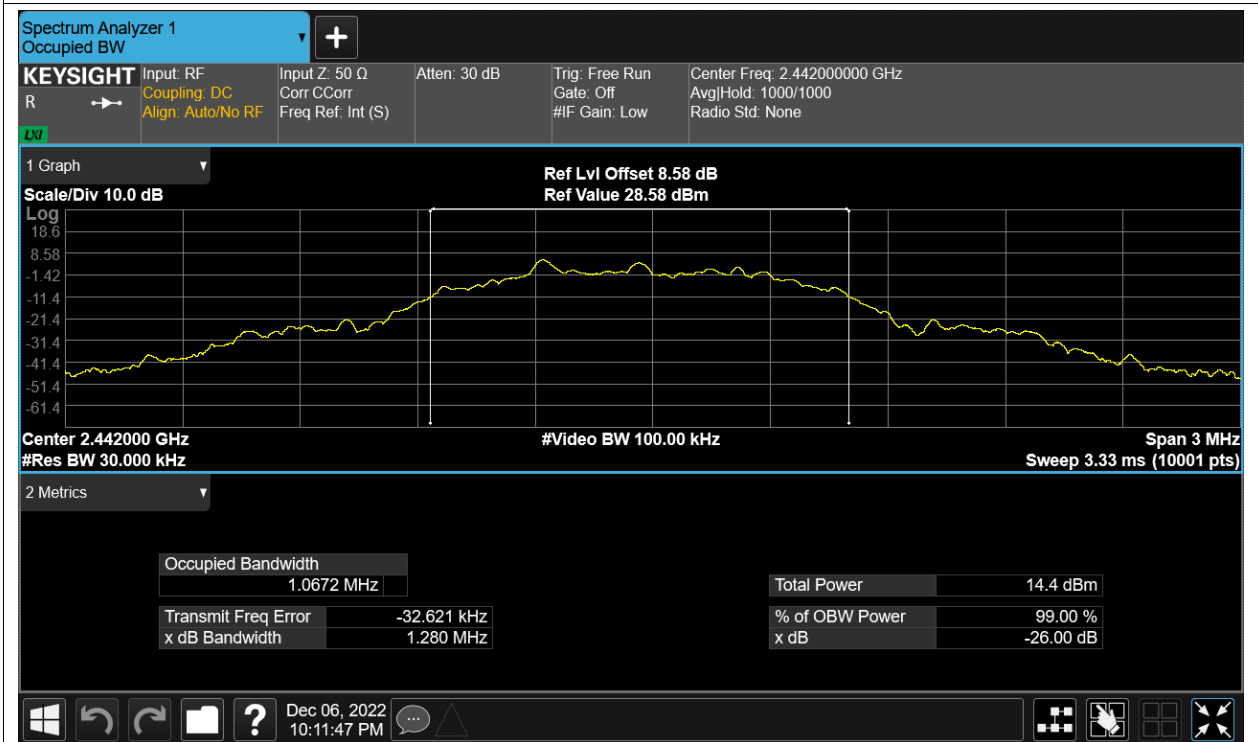 Spectrum Analyzer 1
Occupied BW
KEYSIGHT
R
LXI
Input: RF
Coupling: DC
Align: Auto/No RF
Input Z: 50 Ω
Corr CCorr
Freq Ref: Int (S)
Atten: 30 dB
Trig: Free Run
Gate: Off
#IF Gain: Low
Center Freq: 2.442000000 GHz
Avg|Hold: 1000/1000
Radio Std: None
1 Graph
Scale/Div 10.0 dB
Ref Lvl Offset 8.58 dB
Ref Value 28.58 dBm
Log
18.6
8.58
-1.42
-11.4
-21.4
-31.4
-41.4
-51.4
-61.4
Center 2.442000 GHz
#Video BW 100.00 kHz
Span 3 MHz
#Res BW 30.000 kHz
Sweep 3.33 ms (10001 pts)
2 Metrics
Occupied Bandwidth
1.0672 MHz
Total Power 14.4 dBm
Transmit Freq Error -32.621 kHz
% of OBW Power 99.00 %
x dB Bandwidth 1.280 MHz
x dB -26.00 dB
?
Dec 06, 2022
10:11:47 PM